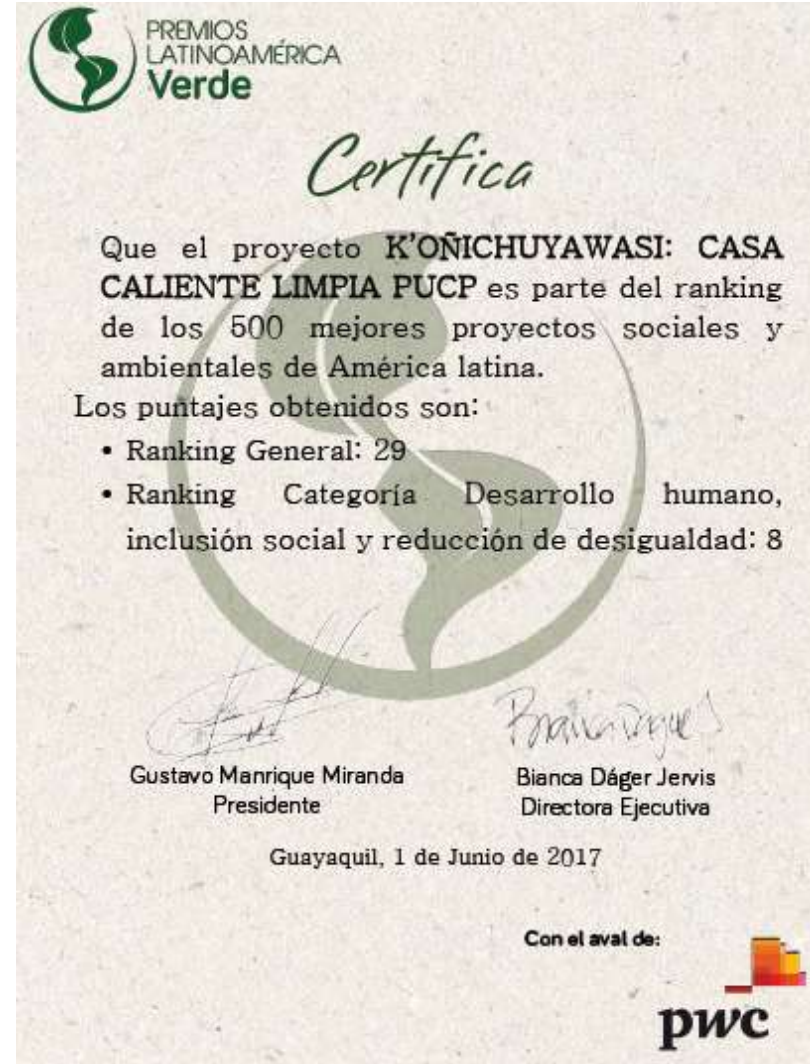 PREMIOS
LATINOAMÉRICA
Verde
Certifica
Que el proyecto K'OÑICHUYAWASI: CASA
CALIENTE LIMPIA PUCP es parte del ranking
de los 500 mejores proyectos sociales y
ambientales de América latina.
Los puntajes obtenidos son:
• Ranking General: 29
• Ranking Categoría Desarrollo humano,
inclusión social y reducción de desigualdad: 8
Gustavo Manrique Miranda
Presidente
Bianca Dáger Jervis
Directora Ejecutiva
Guayaquil, 1 de Junio de 2017
Con el aval de:
pwc